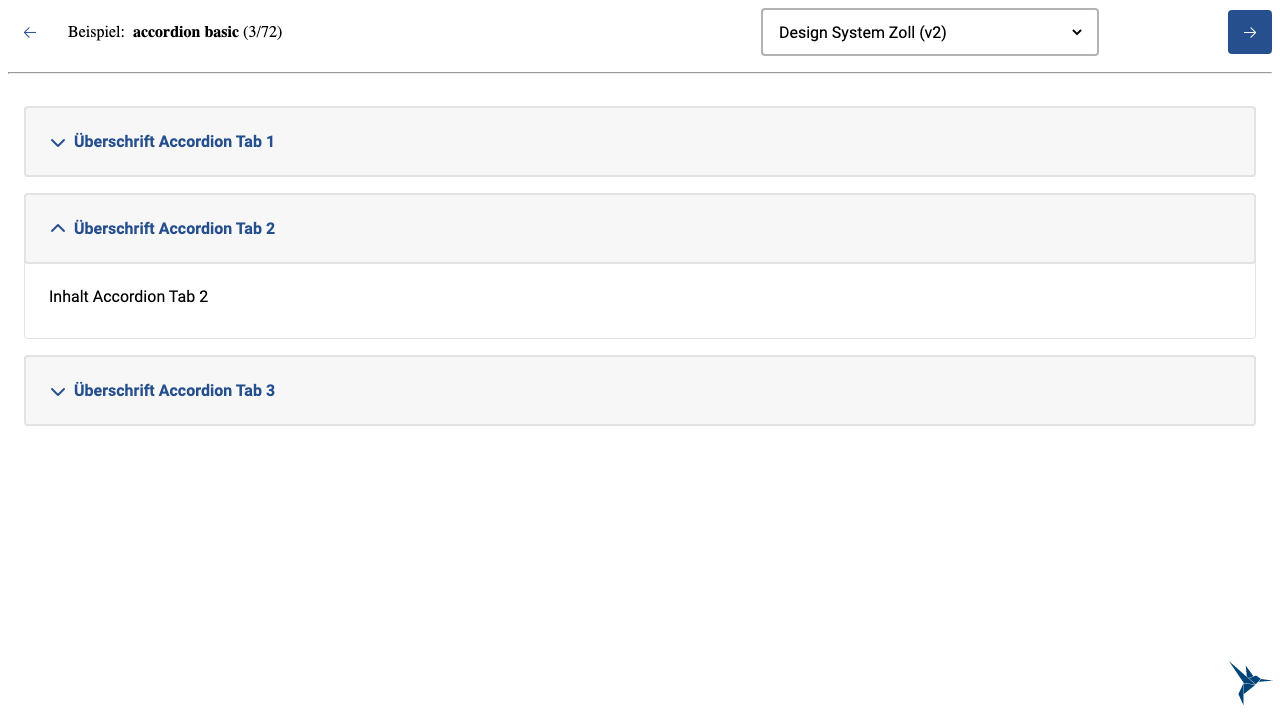 Beispiel: accordion basic (3/72)
Design System Zoll (v2)
Überschrift Accordion Tab 1
Überschrift Accordion Tab 2
Inhalt Accordion Tab 2
Überschrift Accordion Tab 3